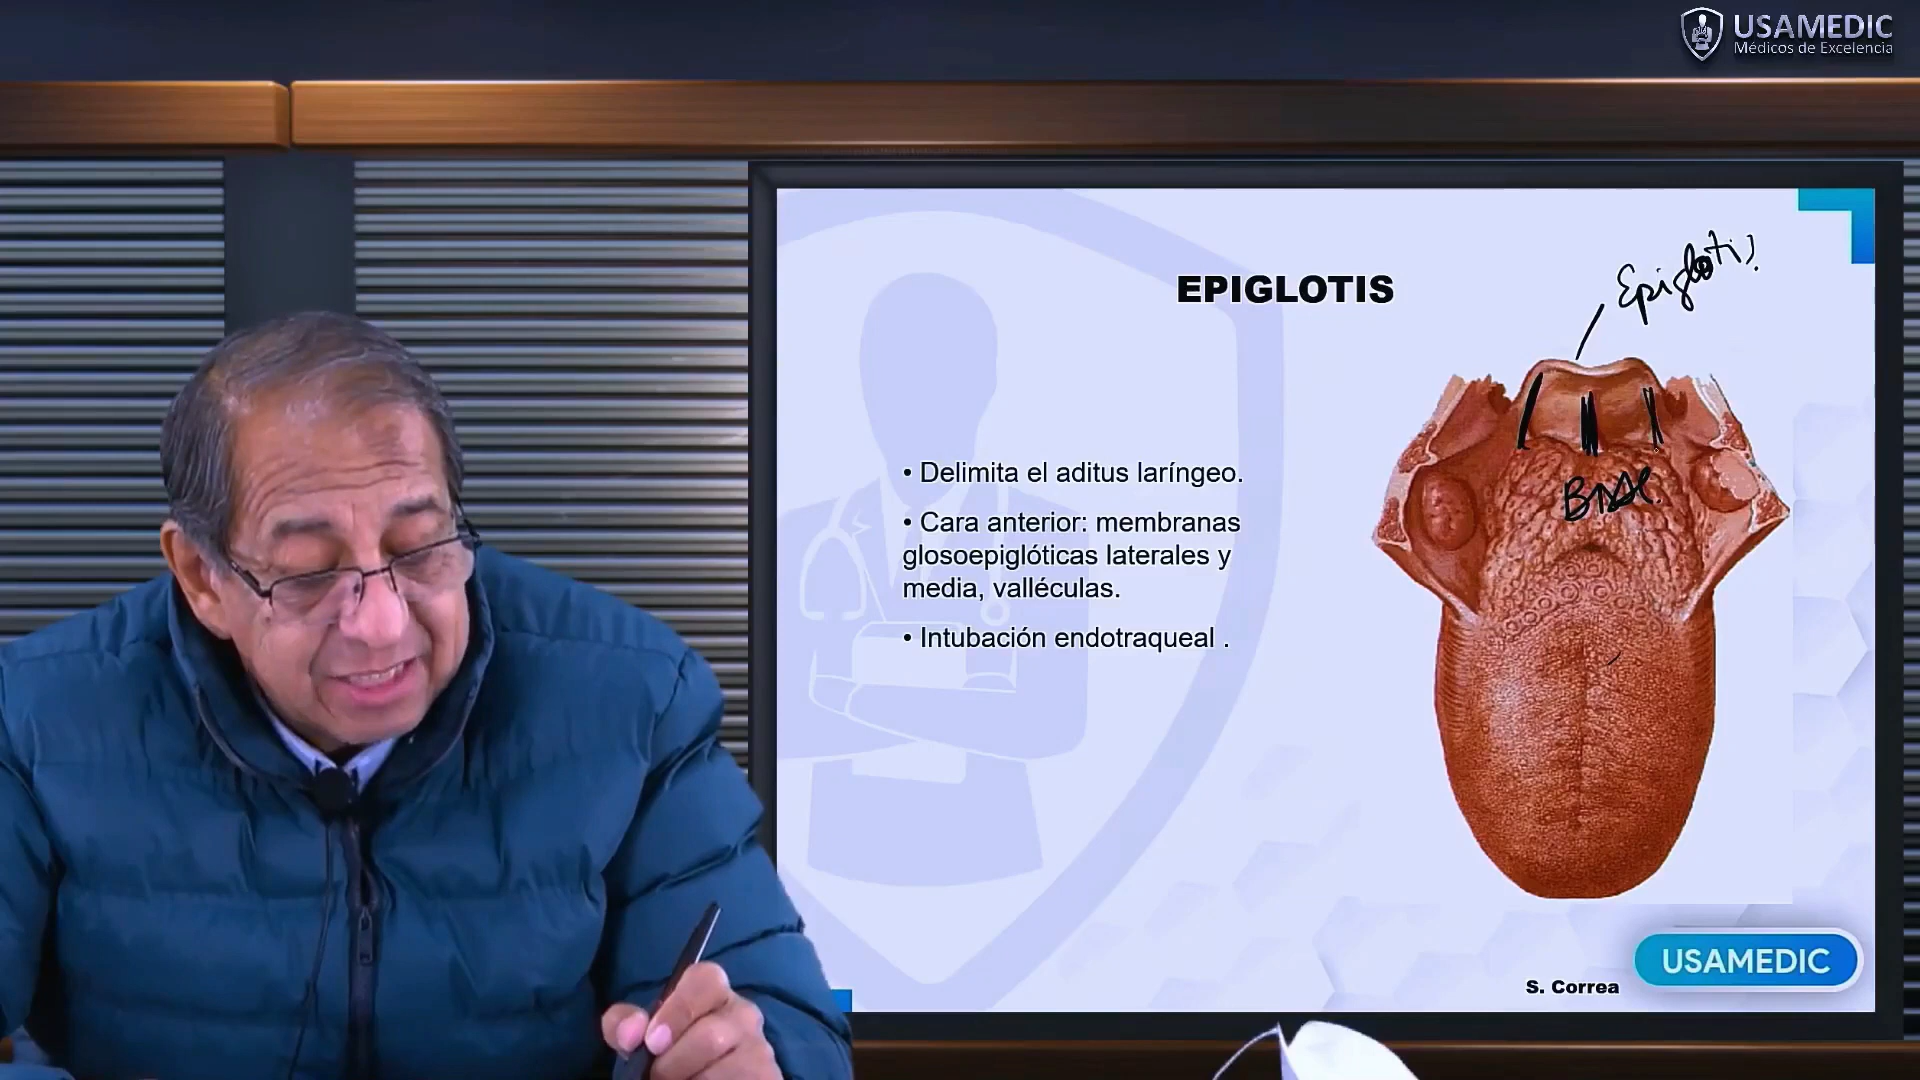 USAMEDIC
Médicos de Excelencia
Epiglotis
EPIGLOTIS
• Delimita el aditus laríngeo.
• Cara anterior: membranas
glosoepiglóticas laterales y
media, valléculas.
• Intubación endotraqueal .
Base
USAMEDIC
S. Correa